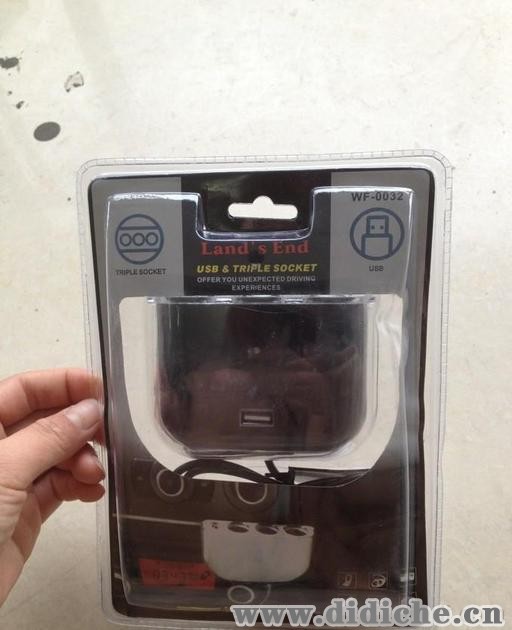 WF-0032
Land's End
USB & TRIPLE SOCKET
OFFER YOU UNEXPECTED DRIVING
EXPERIENCES
TRIPLE SOCKET
USB
www.didiche.cn